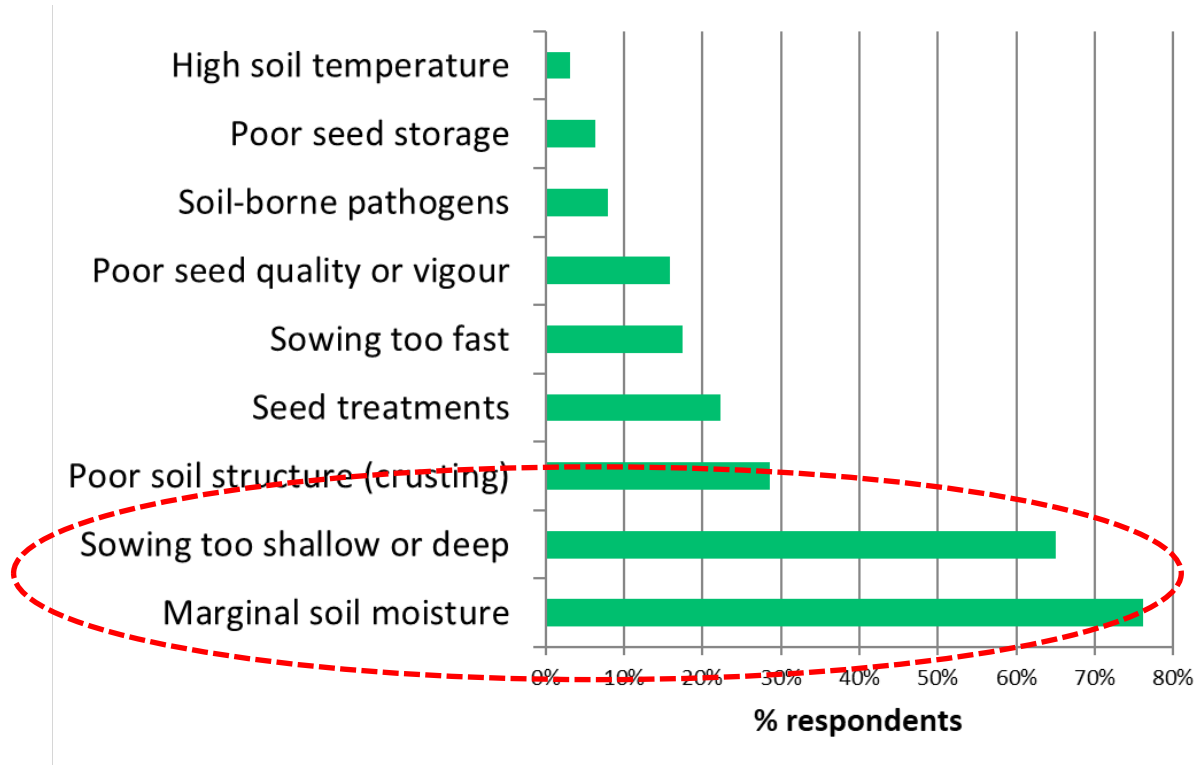 High soil temperature
Poor seed storage
Soil-borne pathogens
Poor seed quality or vigour
Sowing too fast
Seed treatments
Poor soil structure (crusting)
Sowing too shallow or deep
Marginal soil moisture
0% 10% 20% 30% 40% 50% 60% 70% 80%
% respondents